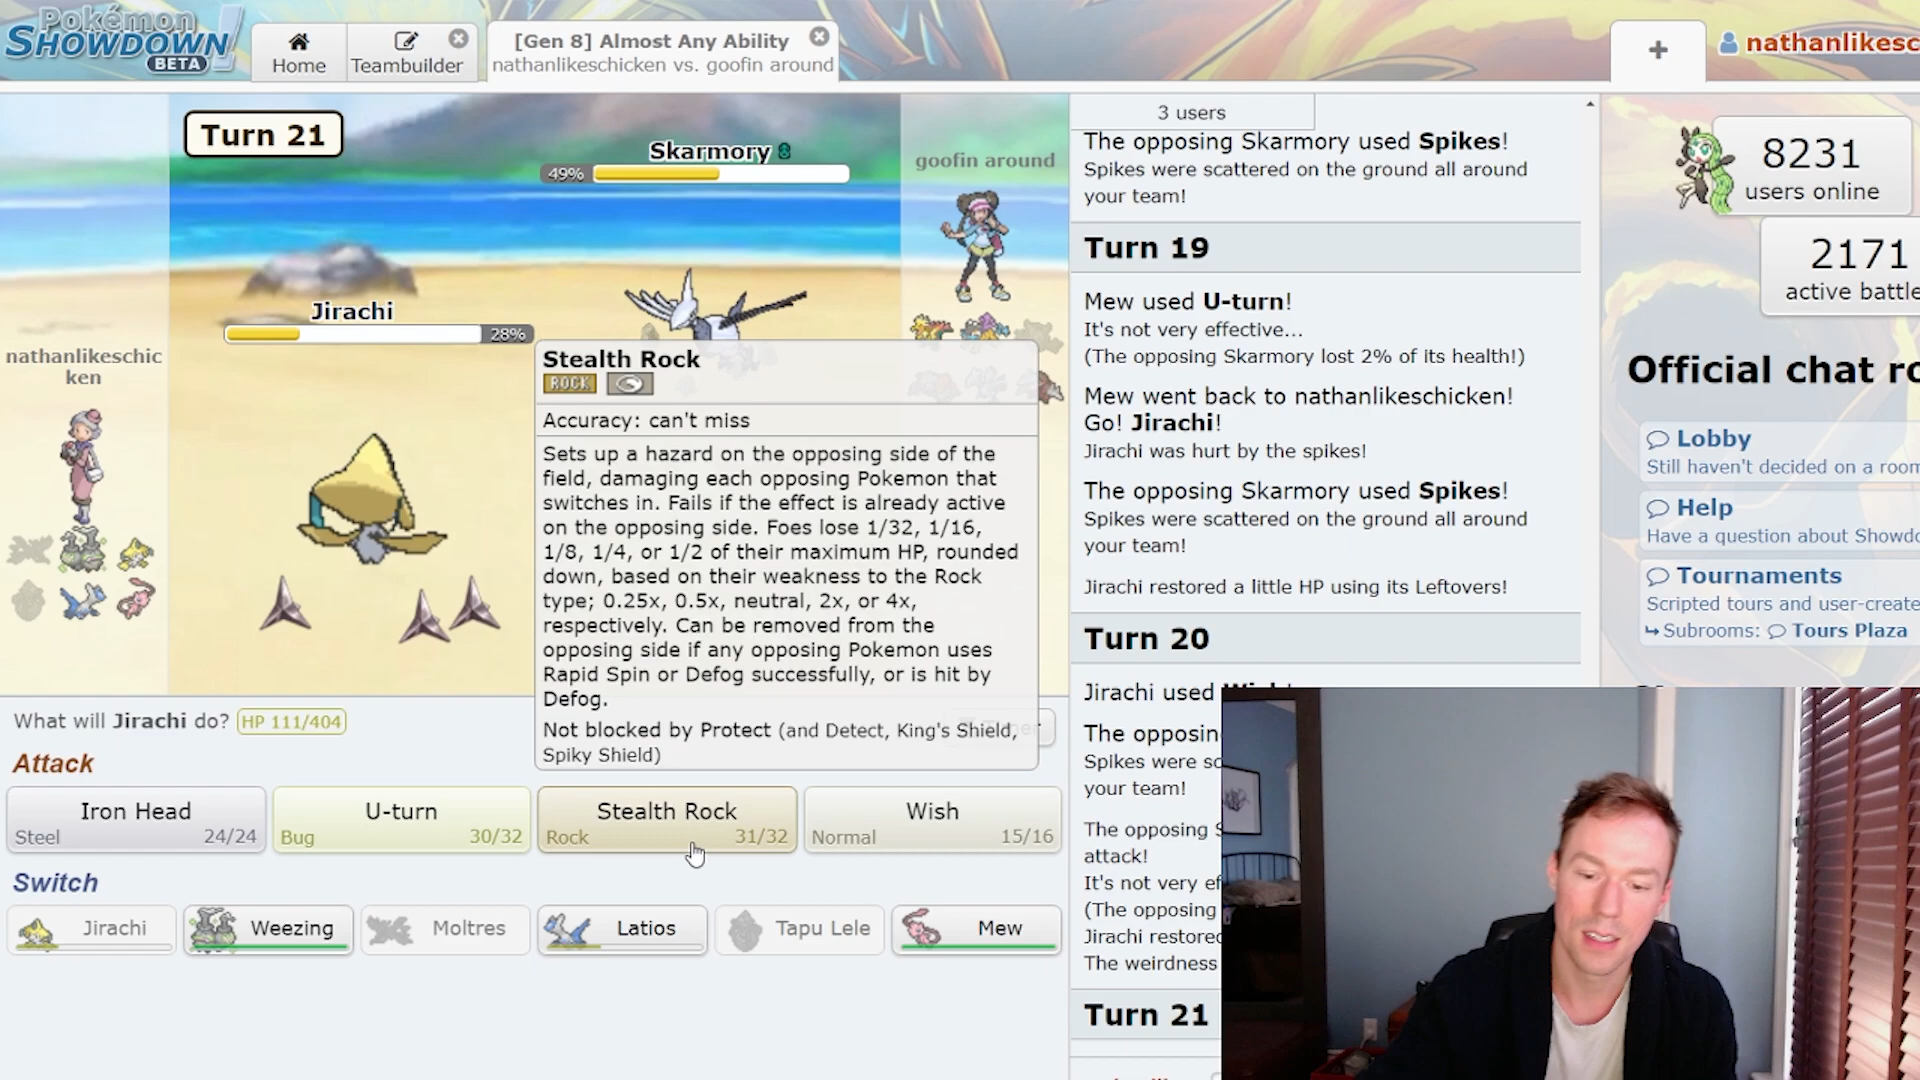 Pokémon
SHOWDOWN
BETA
Home
Teambuilder
[Gen 8] Almost Any Ability
nathanlikeschicken vs. goofin around
+
nathanlikesc
Turn 21
Skarmory
49%
goofin around
Jirachi
28%
nathanlikeschic
ken
Stealth Rock
ROCK
Accuracy: can't miss
Sets up a hazard on the opposing side of the
field, damaging each opposing Pokemon that
switches in. Fails if the effect is already active
on the opposing side. Foes lose 1/32, 1/16,
1/8, 1/4, or 1/2 of their maximum HP, rounded
down, based on their weakness to the Rock
type; 0.25x, 0.5x, neutral, 2x, or 4x,
respectively. Can be removed from the
opposing side if any opposing Pokemon uses
Rapid Spin or Defog successfully, or is hit by
Defog.
Not blocked by Protect (and Detect, King's Shield,
Spiky Shield)
What will Jirachi do? HP 111/404
Attack
Iron Head
Steel 24/24
U-turn
Bug 30/32
Stealth Rock
Rock 31/32
Wish
Normal 15/16
Switch
Jirachi
Weezing
Moltres
Latios
Tapu Lele
Mew
3 users
The opposing Skarmory used Spikes!
Spikes were scattered on the ground all around
your team!
Turn 19
Mew used U-turn!
It's not very effective...
(The opposing Skarmory lost 2% of its health!)
Mew went back to nathanlikeschicken!
Go! Jirachi!
Jirachi was hurt by the spikes!
The opposing Skarmory used Spikes!
Spikes were scattered on the ground all around
your team!
Jirachi restored a little HP using its Leftovers!
Turn 20
Jirachi used
The opposin
Spikes were sc
your team!
The opposing S
attack!
It's not very ef
(The opposing
Jirachi restored
The weirdness
Turn 21
8231
users online
2171
active battle
Official chat ro
Lobby
Still haven't decided on a room
Help
Have a question about Showdo
Tournaments
Scripted tours and user-create
Subrooms: Tours Plaza